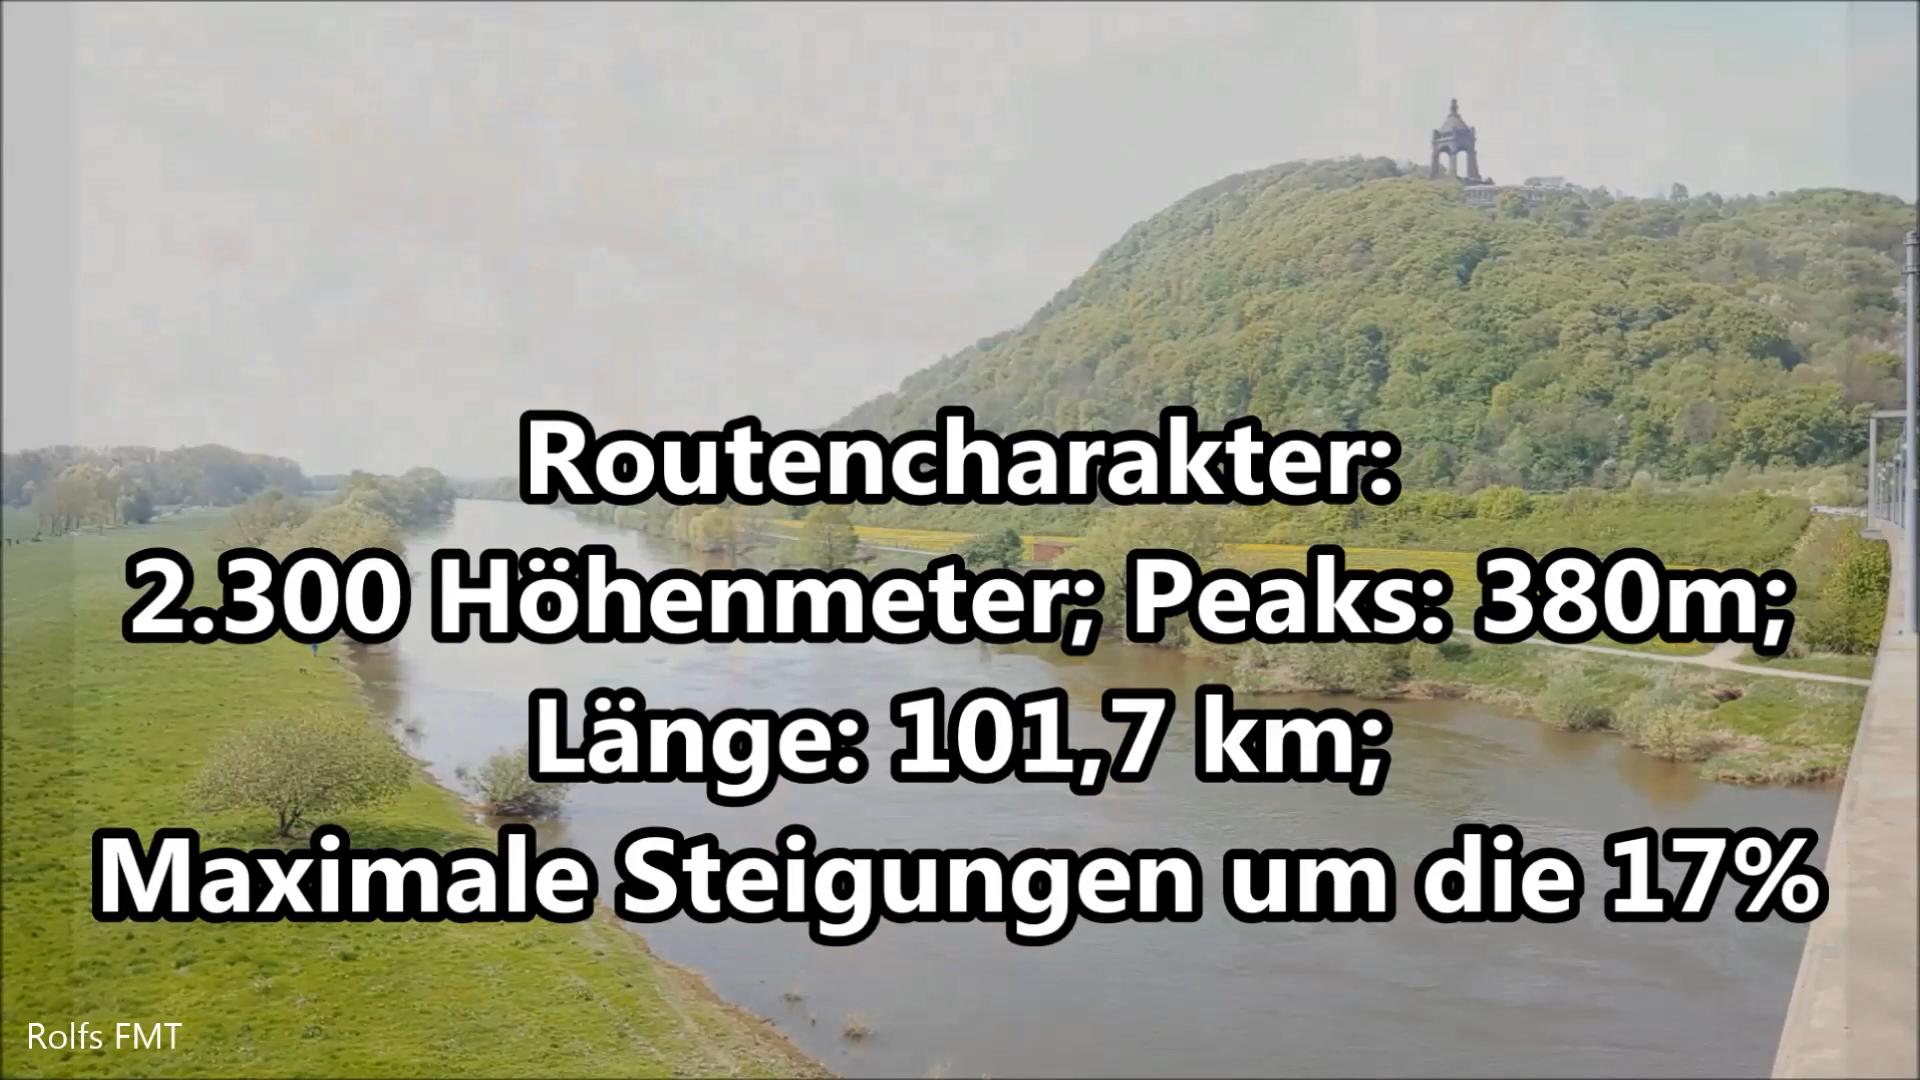 Routencharakter:
2.300 Höhenmeter; Peaks: 380m;
Länge: 101,7 km;
Maximale Steigungen um die 17%
Rolfs FMT